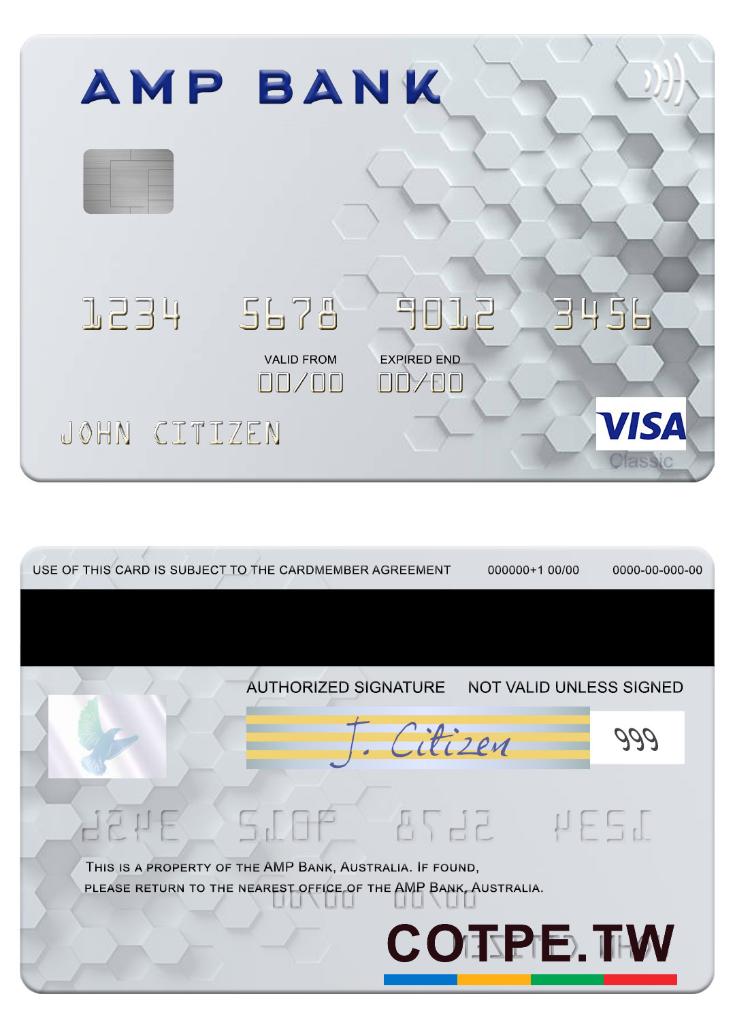 AMP BANK
1234 5678 9012 3456
VALID FROM EXPIRED END
00/00 00/00
JOHN CITIZEN
VISA
Classic
USE OF THIS CARD IS SUBJECT TO THE CARDMEMBER AGREEMENT 000000+1 00/00 0000-00-000-00
AUTHORIZED SIGNATURE NOT VALID UNLESS SIGNED
J. Citizen 999
THIS IS A PROPERTY OF THE AMP BANK, AUSTRALIA. IF FOUND,
PLEASE RETURN TO THE NEAREST OFFICE OF THE AMP BANK, AUSTRALIA.
COTPE.TW